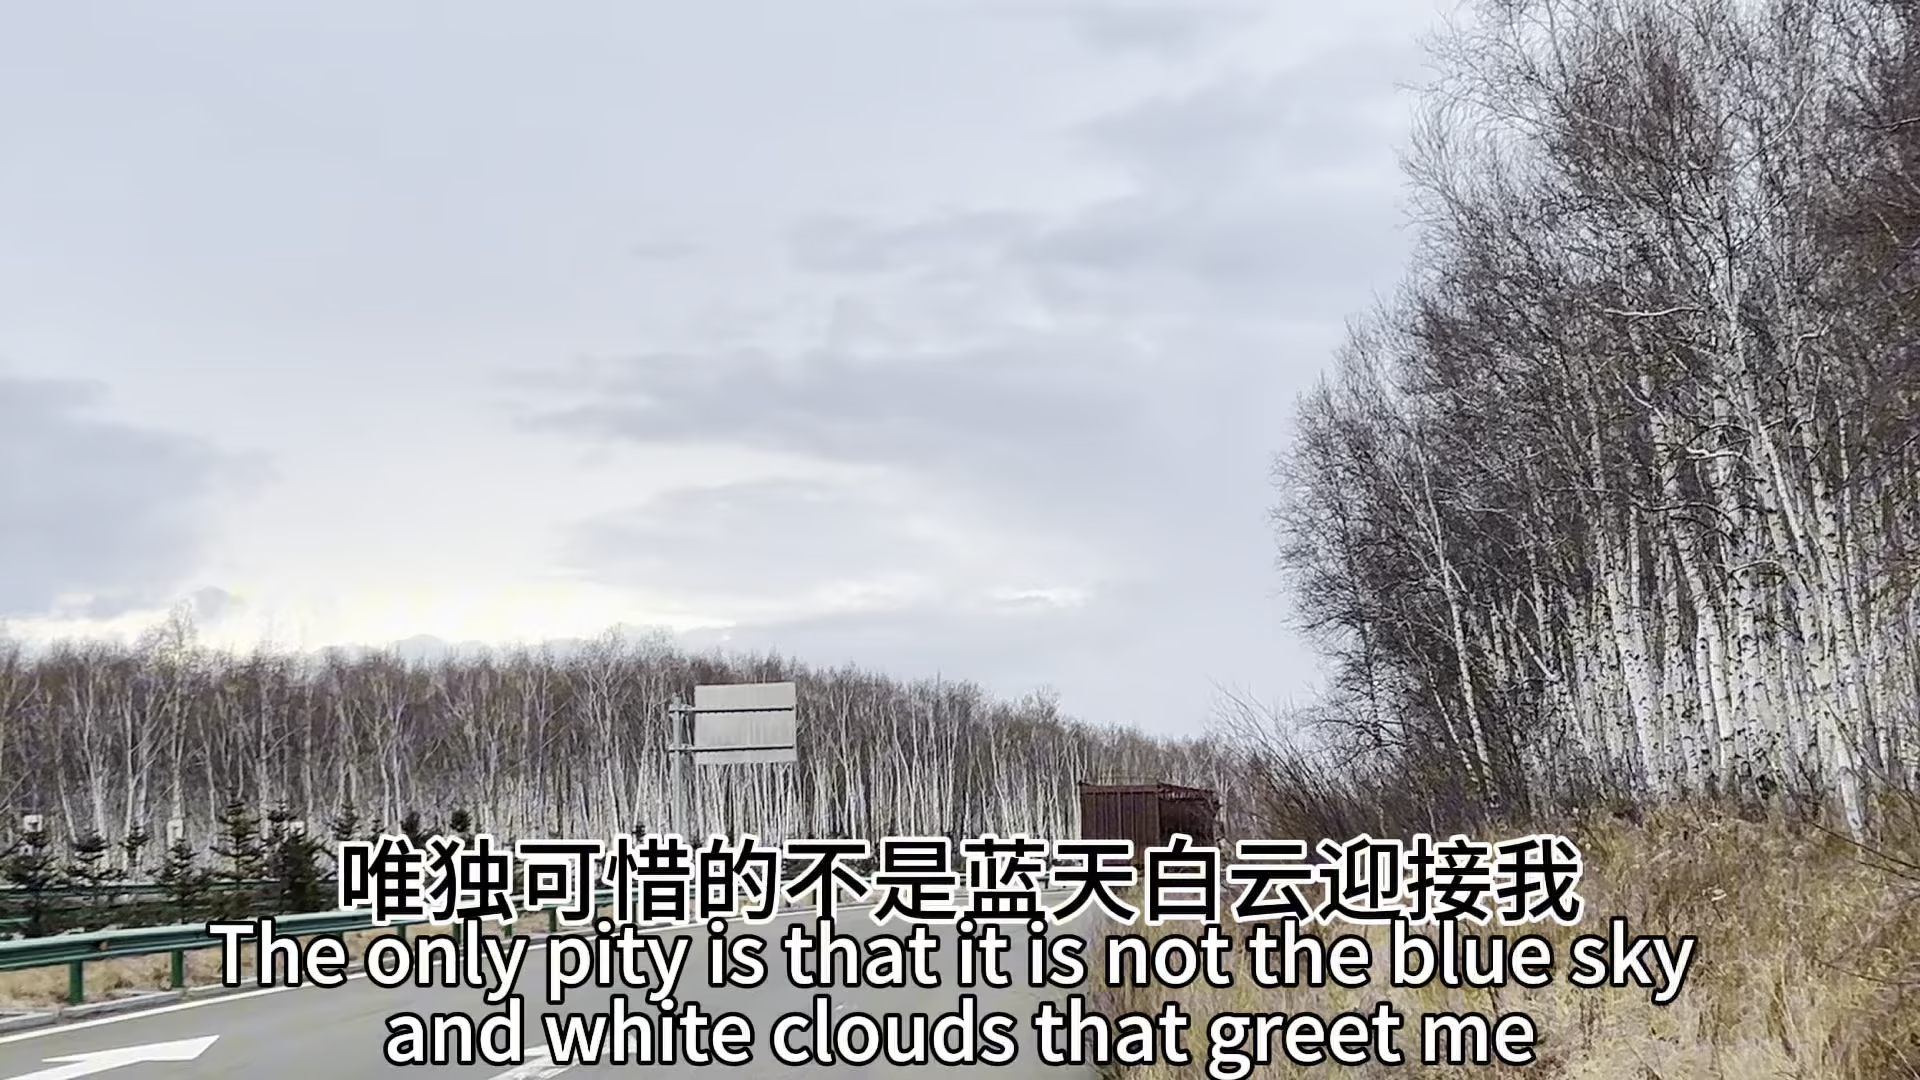 唯独可惜的不是蓝天白云迎接我
The only pity is that it is not the blue sky
and white clouds that greet me